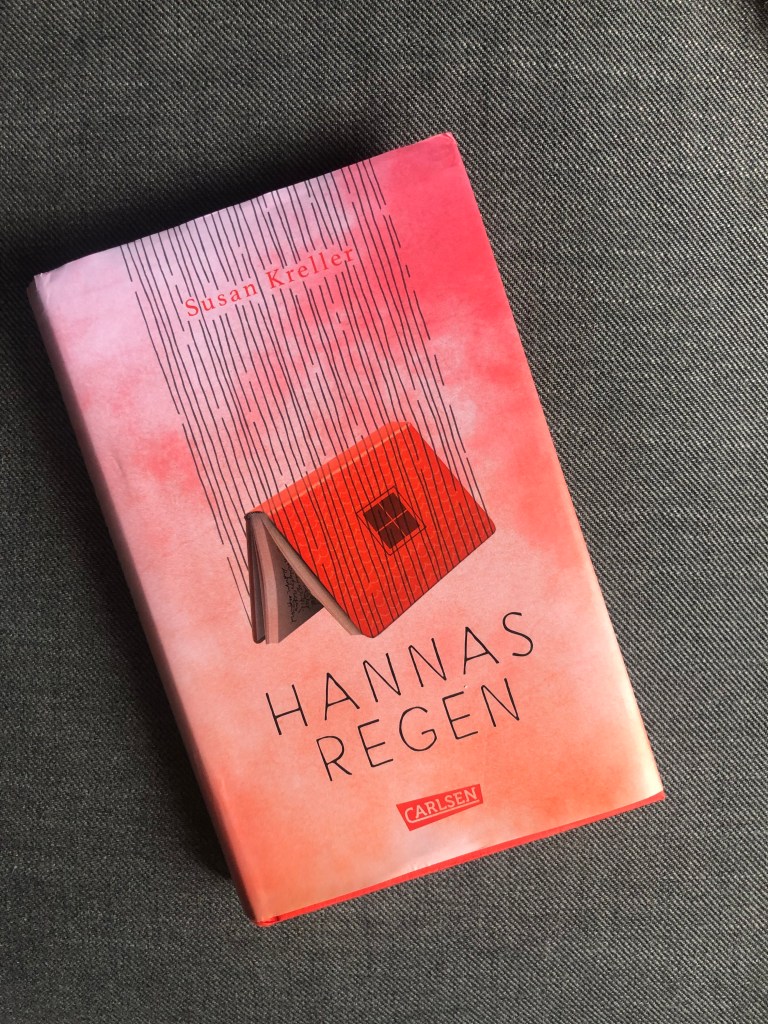 Susan Kreller
HANNAS
REGEN
CARLSEN